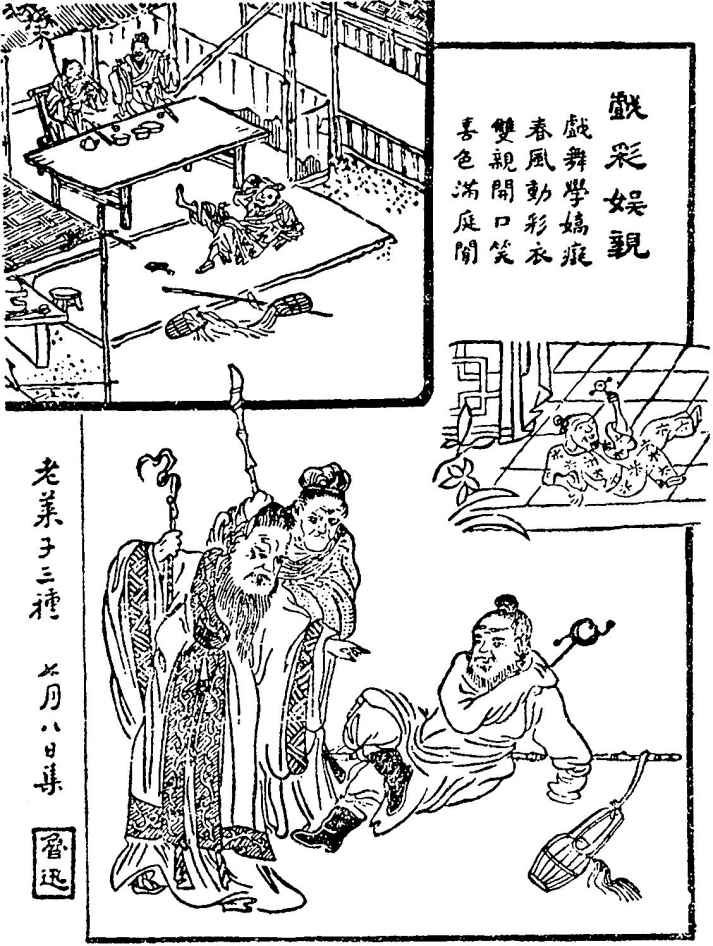 戲彩娛親
戲舞學嬌癡
春風動彩衣
雙親開口笑
喜色滿庭闈
老萊子三種 七月八日集
魯迅